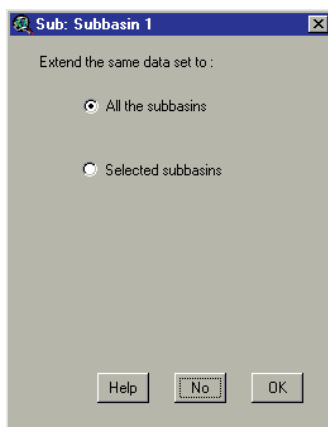 Sub: Subbasin 1
Extend the same data set to :
All the subbasins
Selected subbasins
Help No OK